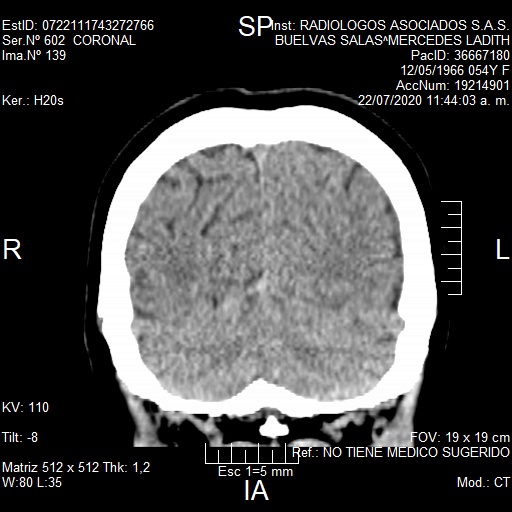 EstID: 0722111743272766
Ser.Nº 602 CORONAL
Ima.Nº 139
Ker.: H20s
SP
Inst: RADIOLOGOS ASOCIADOS S.A.S.
BUELVAS SALAS^MERCEDES LADITH
PacID: 36667180
12/05/1966 054Y F
AccNum: 19214901
22/07/2020 11:44:03 a. m.
R
L
KV: 110
Tilt: -8
Matriz 512 x 512 Thk: 1,2
W:80 L:35
Esc 1=5 mm
IA
FOV: 19 x 19 cm
Ref.: NO TIENE MEDICO SUGERIDO
Mod.: CT